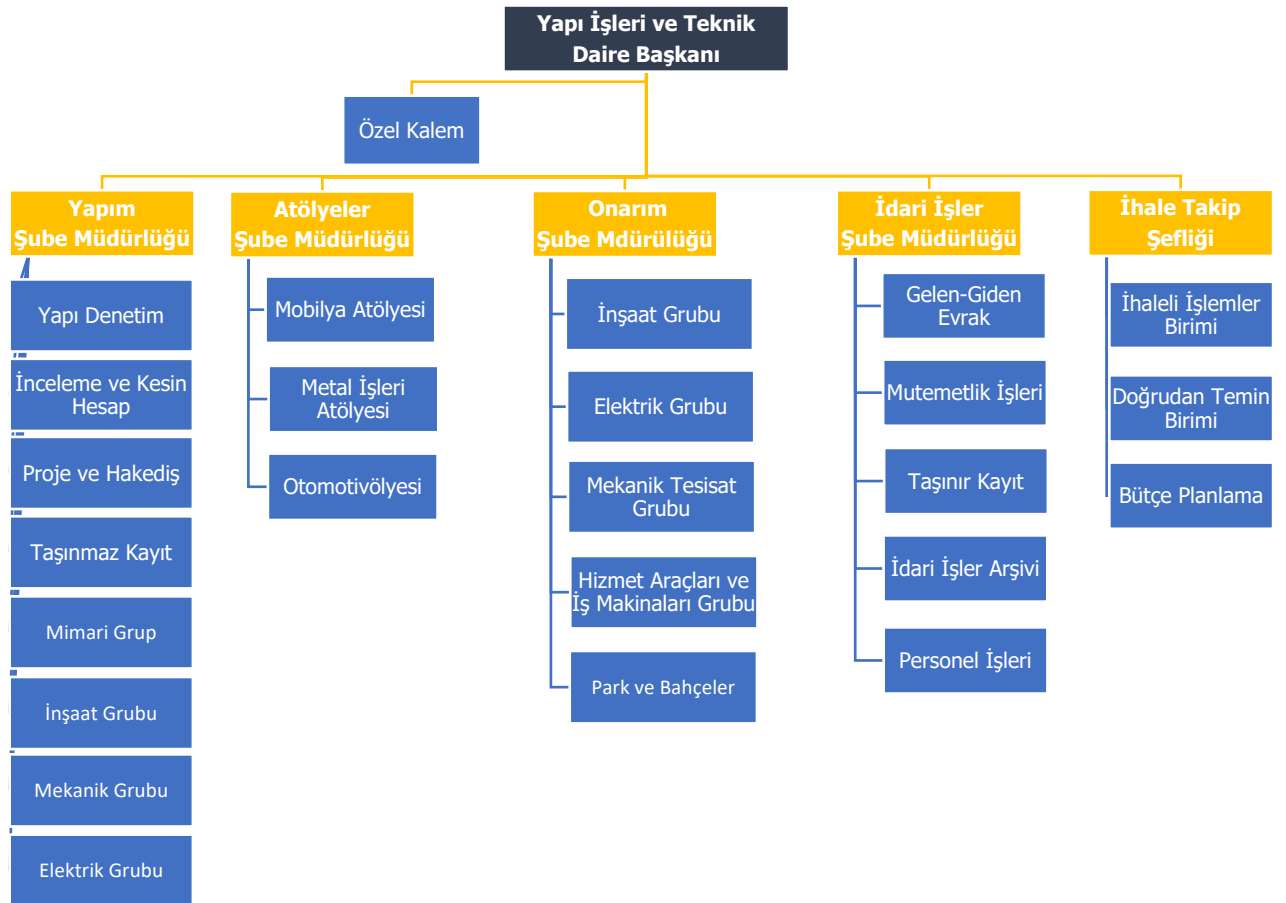 Yapı İşleri ve Teknik
Daire Başkanı
Özel Kalem
Yapım
Şube Müdürlüğü
Yapı Denetim
İnceleme ve Kesin
Hesap
Proje ve Hakediş
Taşınmaz Kayıt
Mimari Grup
İnşaat Grubu
Mekanik Grubu
Elektrik Grubu
Atölyeler
Şube Müdürlüğü
Mobilya Atölyesi
Metal İşleri
Atölyesi
Otomotivölyesi
Onarım
Şube Mdürülüğü
İnşaat Grubu
Elektrik Grubu
Mekanik Tesisat
Grubu
Hizmet Araçları ve
İş Makinaları Grubu
Park ve Bahçeler
İdari İşler
Şube Müdürlüğü
Gelen-Giden
Evrak
Mutemetlik İşleri
Taşınır Kayıt
İdari İşler Arşivi
Personel İşleri
İhale Takip
Şefliği
İhaleli İşlemler
Birimi
Doğrudan Temin
Birimi
Bütçe Planlama